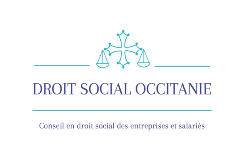 DROIT SOCIAL OCCITANIE
Conseil en droit social des entreprises et salariés